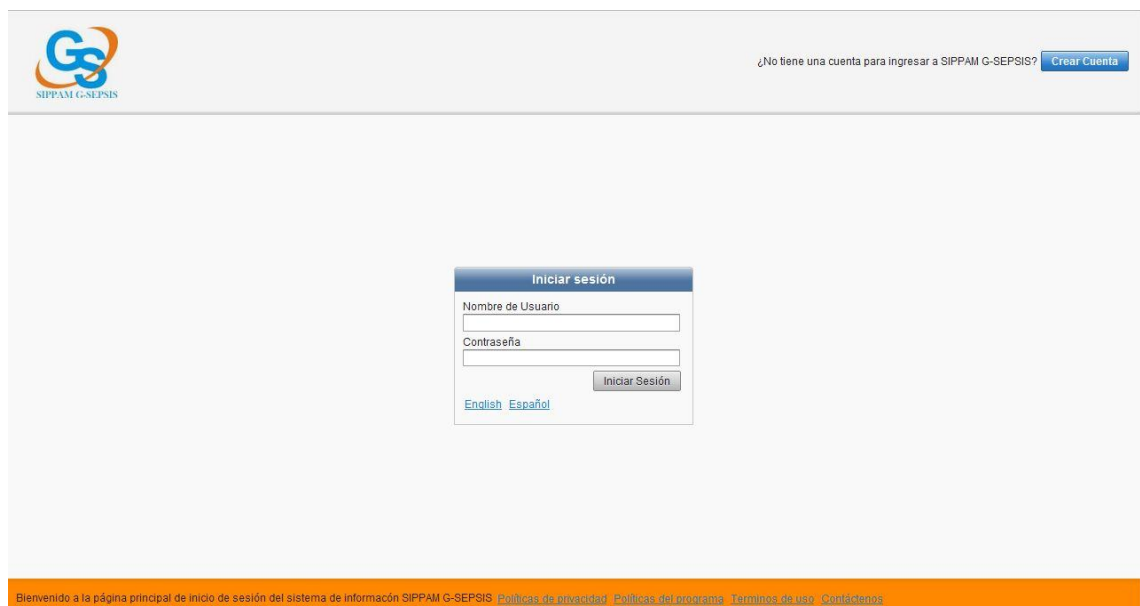 GS
SIPPAM G-SEPSIS
¿No tiene una cuenta para ingresar a SIPPAM G-SEPSIS? Crear Cuenta
Iniciar sesión
Nombre de Usuario
Contraseña
Iniciar Sesión
English Español
Bienvenido a la página principal de inicio de sesión del sistema de informacón SIPPAM G-SEPSIS Políticas de privacidad Políticas del programa Terminos de uso Contáctenos